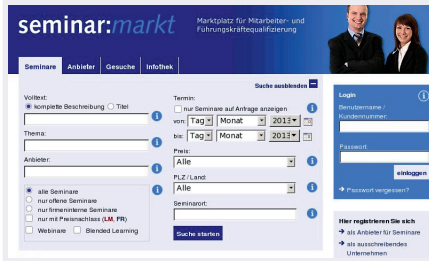 seminar:markt
Marktplatz für Mitarbeiter- und
Führungskräftequalifizierung
Seminare Anbieter Gesuche Infothek
Suche ausblenden
Volltext:
komplette Beschreibung Titel
Thema:
Anbieter:
alle Seminare
nur offene Seminare
nur firmeninterne Seminare
nur mit Preisnachlass (LM, FR)
Webinare Blended Learning
Termin:
nur Seminare auf Anfrage anzeigen
von: Tag Monat 2013
bis: Tag Monat 2013
Preis:
Alle
PLZ / Land:
Alle
Seminarort:
Suche starten
Login
Benutzername /
Kundennummer:
Passwort
einloggen
Passwort vergessen?
Hier registrieren Sie sich
als Anbieter für Seminare
als ausschreibendes
Unternehmen